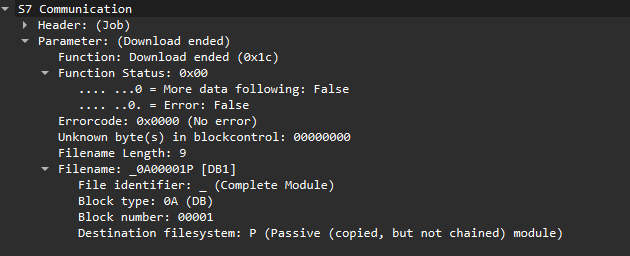 S7 Communication
Header: (Job)
Parameter: (Download ended)
Function: Download ended (0x1c)
Function Status: 0x00
.... ...0 = More data following: False
.... ..0. = Error: False
Errorcode: 0x0000 (No error)
Unknown byte(s) in blockcontrol: 00000000
Filename Length: 9
Filename: _0A00001P [DB1]
File identifier: _ (Complete Module)
Block type: 0A (DB)
Block number: 00001
Destination filesystem: P (Passive (copied, but not chained) module)